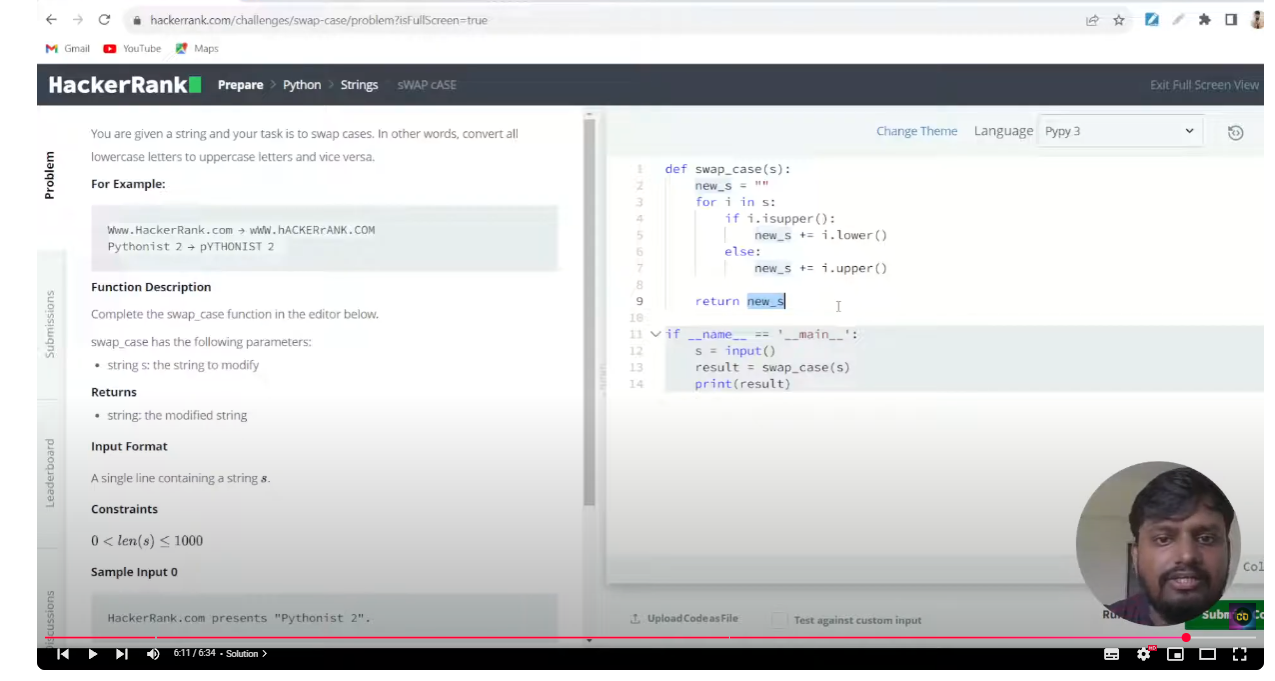 hackerrank.com/challenges/swap-case/problem?isFullScreen=true
Gmail YouTube Maps
HackerRank Prepare > Python > Strings sWAP cASE Exit Full Screen View
Problem
Submissions
Leaderboard
You are given a string and your task is to swap cases. In other words, convert all
lowercase letters to uppercase letters and vice versa.
For Example:
Www.HackerRank.com → wWW.hACKERrANK.COM
Pythonist 2 → pYTHONIST 2
Function Description
Complete the swap_case function in the editor below.
swap_case has the following parameters:
• string s: the string to modify
Returns
• string: the modified string
Input Format
A single line containing a string s.
Constraints
0 < len(s) ≤ 1000
Sample Input 0
HackerRank.com presents "Pythonist 2".
Change Theme Language Pypy 3
1 def swap_case(s):
2 new_s = ""
3 for i in s:
4 if i.isupper():
5 new_s += i.lower()
6 else:
7 new_s += i.upper()
8
9 return new_s
10
11 if __name__ == '__main__':
12 s = input()
13 result = swap_case(s)
14 print(result)
Upload Code as File Test against custom input
6:11 / 6:34 • Solution >
HD